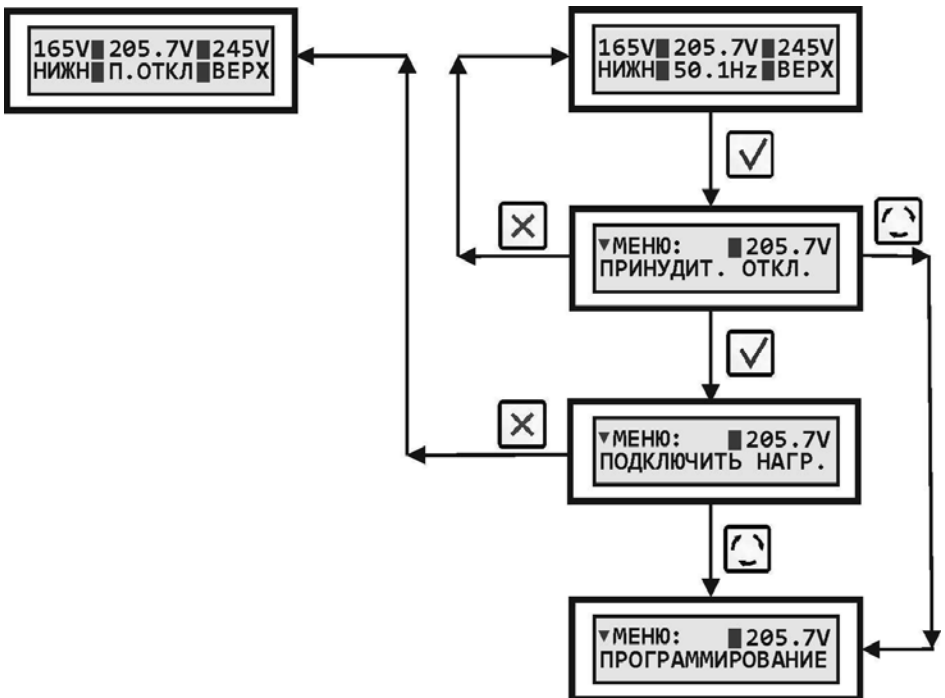 165V 205.7V 245V
НИЖН П.ОТКЛ ВЕРХ
165V 205.7V 245V
НИЖН 50.1Hz ВЕРХ
▼МЕНЮ: 205.7V
ПРИНУДИТ. ОТКЛ.
▼МЕНЮ: 205.7V
ПОДКЛЮЧИТЬ НАГР.
▼МЕНЮ: 205.7V
ПРОГРАММИРОВАНИЕ